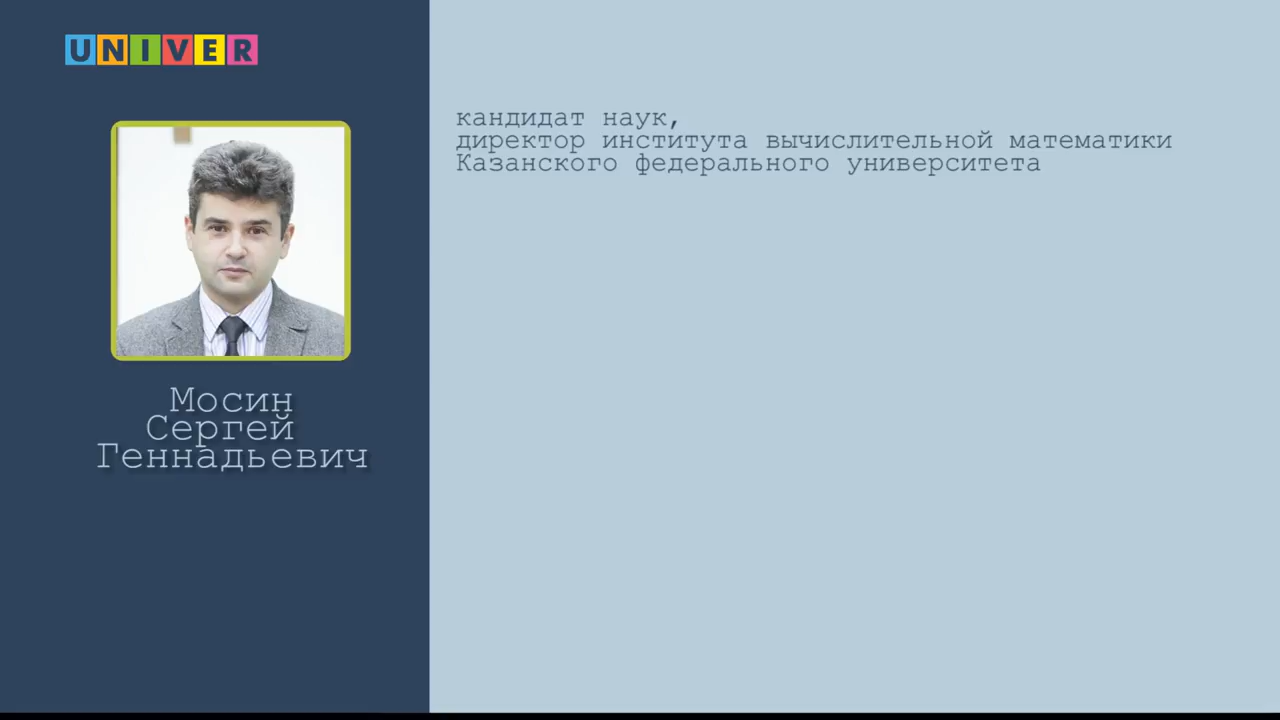 UNIVER
Мосин
Сергей
Геннадьевич
кандидат наук,
директор института вычислительной математики
Казанского федерального университета